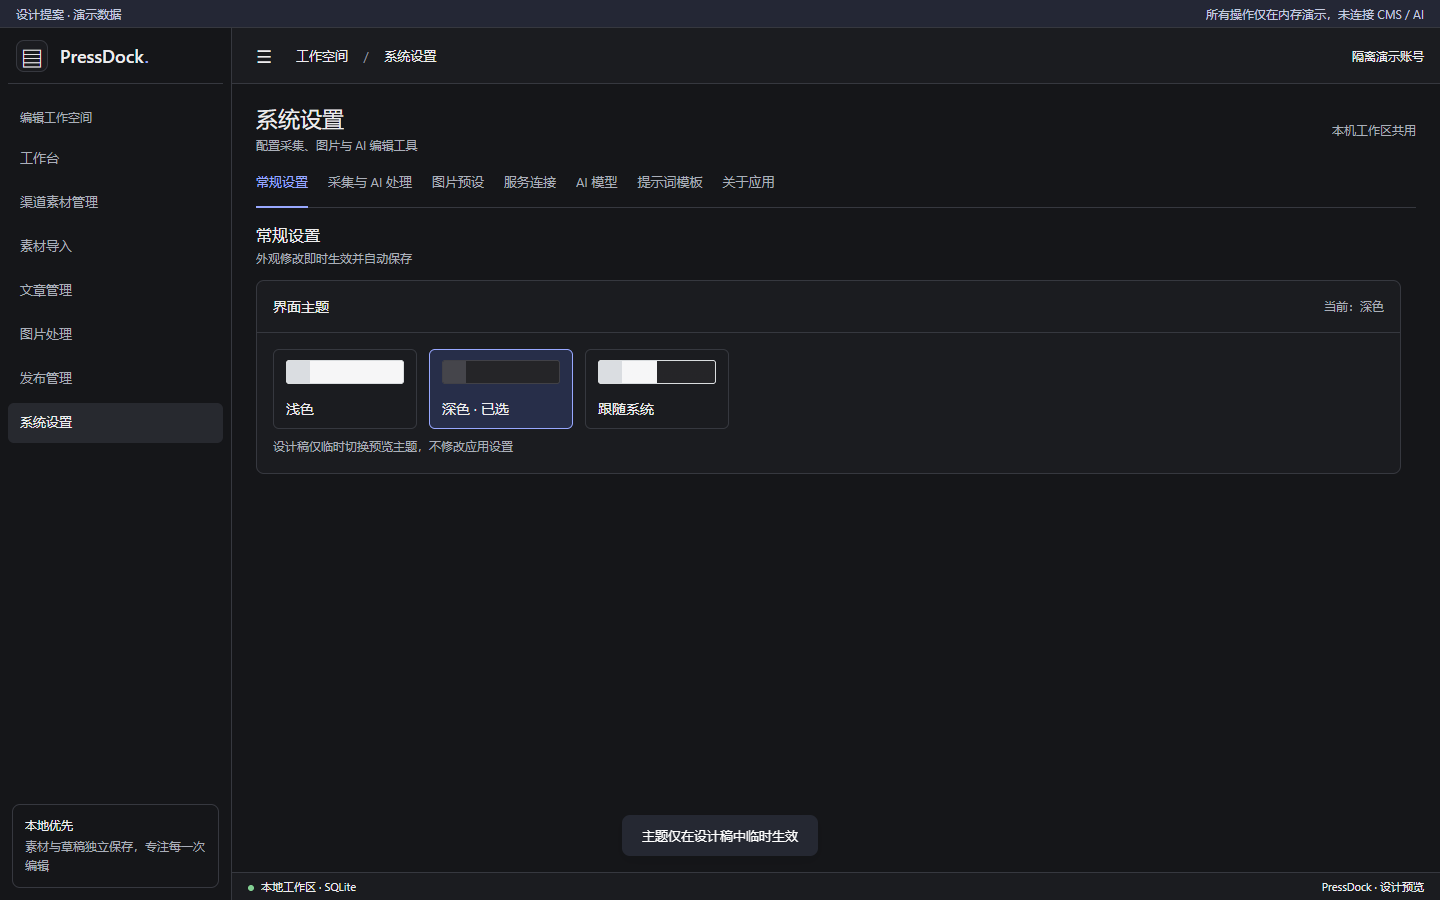 设计提案 · 演示数据
所有操作仅在内存演示，未连接 CMS / AI
PressDock.
工作空间 / 系统设置
隔离演示账号
编辑工作空间
工作台
渠道素材管理
素材导入
文章管理
图片处理
发布管理
系统设置
本地优先
素材与草稿独立保存，专注每一次
编辑
系统设置
配置采集、图片与 AI 编辑工具
本机工作区共用
常规设置 采集与 AI 处理 图片预设 服务连接 AI 模型 提示词模板 关于应用
常规设置
外观修改即时生效并自动保存
界面主题
当前：深色
浅色
深色 · 已选
跟随系统
设计稿仅临时切换预览主题，不修改应用设置
主题仅在设计稿中临时生效
本地工作区 · SQLite
PressDock · 设计预览